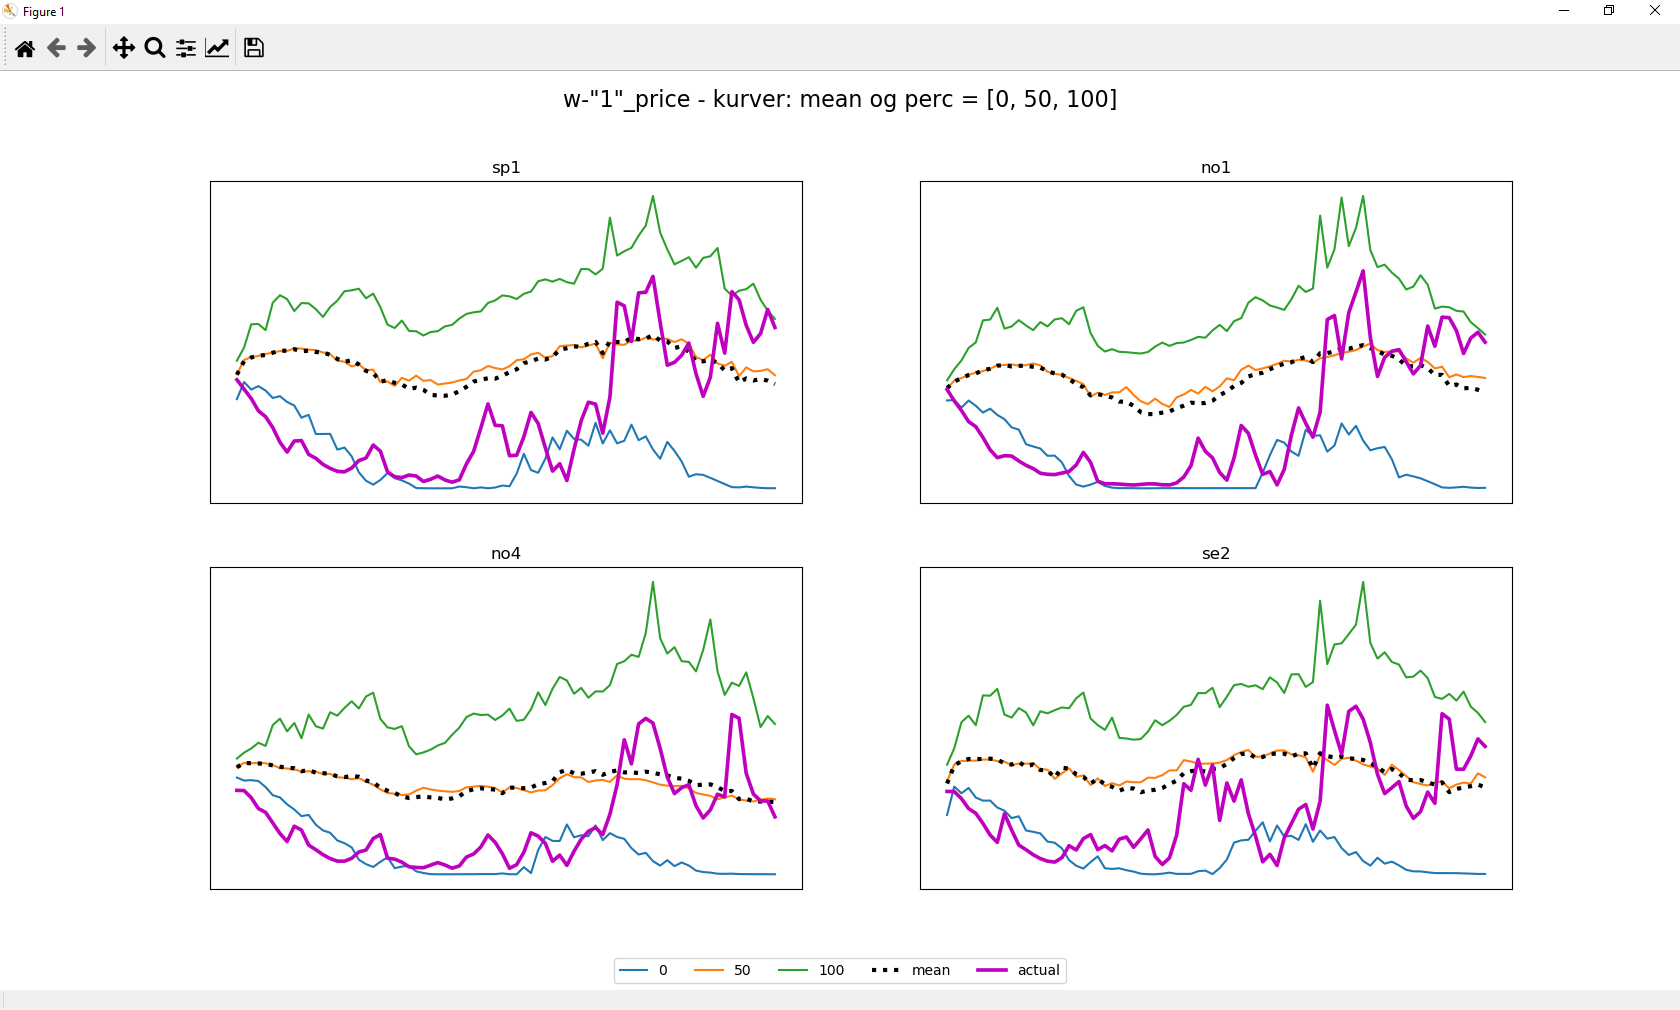 Figure 1
w-"1"_price - kurver: mean og perc = [0, 50, 100]
sp1
no1
no4
se2
0 50 100 mean actual